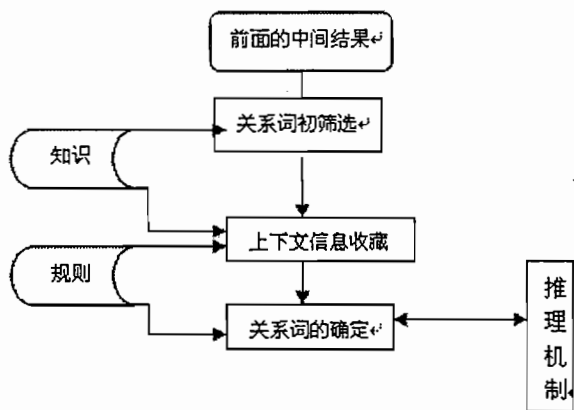 前面的中间结果
关系词初筛选
知识
上下文信息收藏
规则
关系词的确定
推
理
机
制